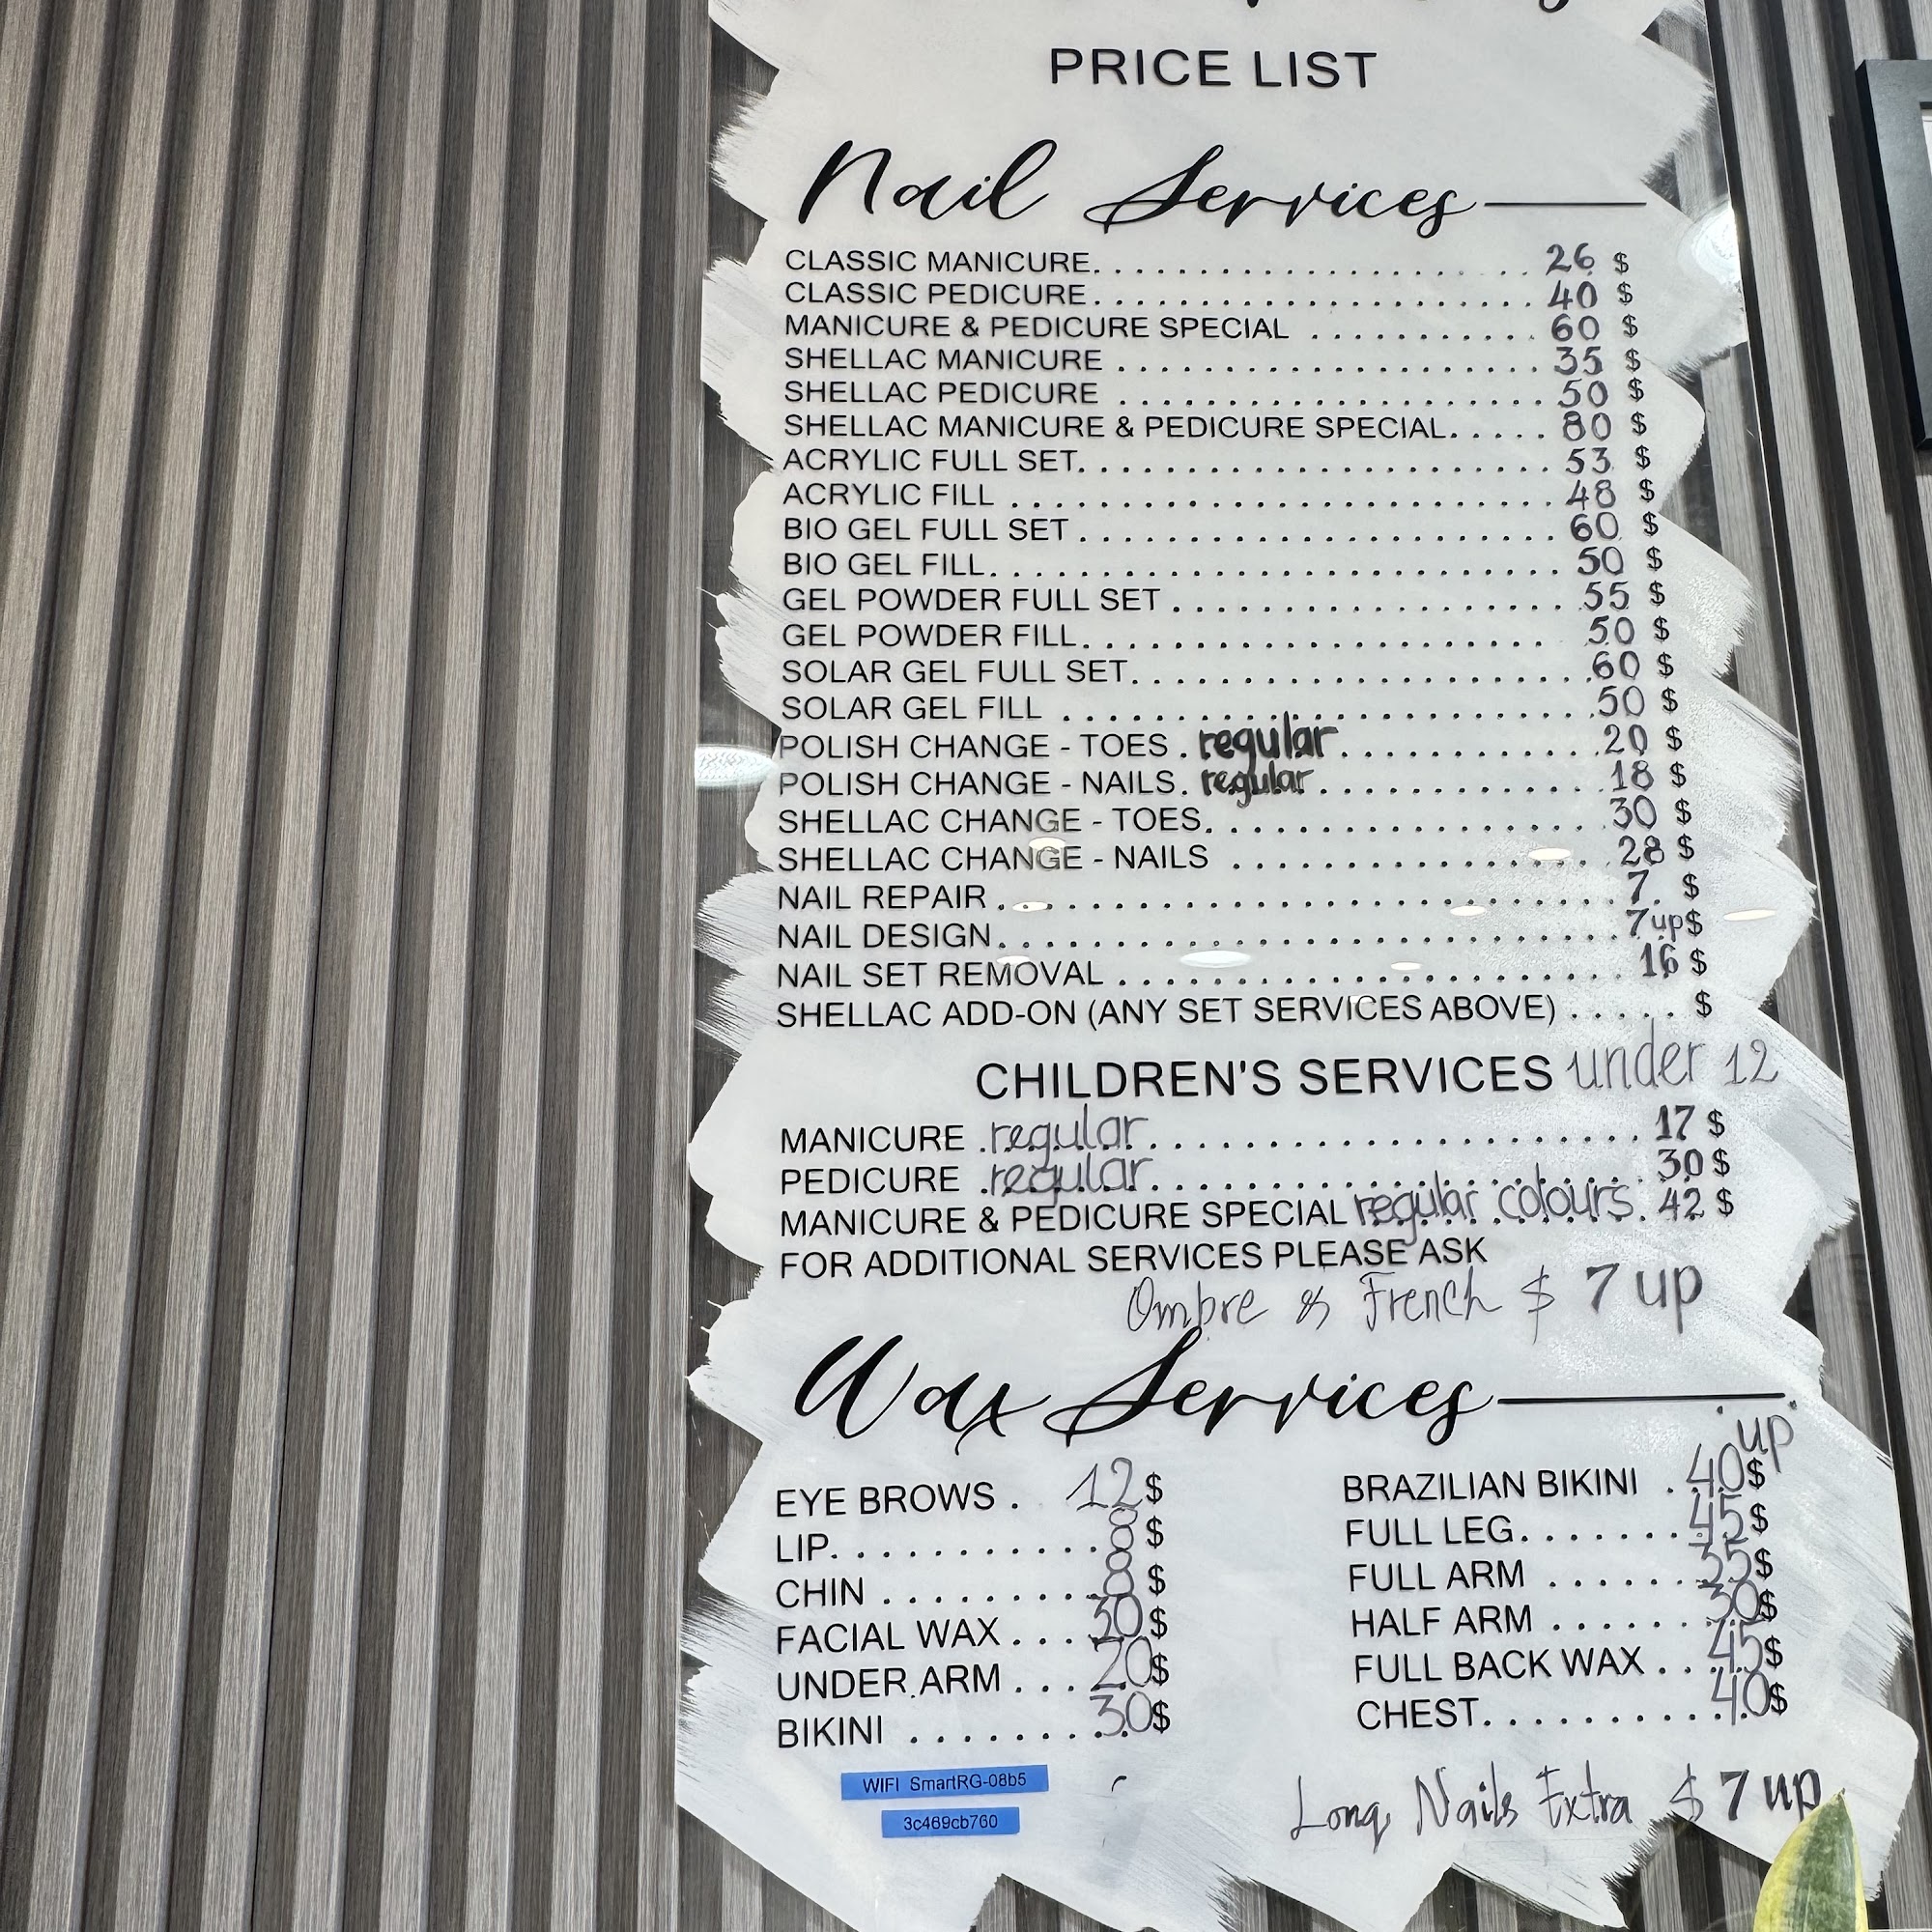 PRICE LIST
Nail Services
CLASSIC MANICURE. . . . . . . . . . . . . . . . . . . . . . . 26 $
CLASSIC PEDICURE. . . . . . . . . . . . . . . . . . . . . . . 40 $
MANICURE & PEDICURE SPECIAL . . . . . . . . . . . . 60 $
SHELLAC MANICURE . . . . . . . . . . . . . . . . . . . . . 35 $
SHELLAC PEDICURE . . . . . . . . . . . . . . . . . . . . . 50 $
SHELLAC MANICURE & PEDICURE SPECIAL. . . . . 80 $
ACRYLIC FULL SET. . . . . . . . . . . . . . . . . . . . . . . 53 $
ACRYLIC FILL . . . . . . . . . . . . . . . . . . . . . . . . . . 48 $
BIO GEL FULL SET . . . . . . . . . . . . . . . . . . . . . . . 60 $
BIO GEL FILL. . . . . . . . . . . . . . . . . . . . . . . . . . . 50 $
GEL POWDER FULL SET . . . . . . . . . . . . . . . . . . . 55 $
GEL POWDER FILL. . . . . . . . . . . . . . . . . . . . . . . 50 $
SOLAR GEL FULL SET. . . . . . . . . . . . . . . . . . . . . 60 $
SOLAR GEL FILL . . . . . . . . . . . . . . . . . . . . . . . . 50 $
POLISH CHANGE - TOES . regular. . . . . . . . . . . . . 20 $
POLISH CHANGE - NAILS. regular. . . . . . . . . . . . . 18 $
SHELLAC CHANGE - TOES. . . . . . . . . . . . . . . . . . 30 $
SHELLAC CHANGE - NAILS . . . . . . . . . . . . . . . . . 28 $
NAIL REPAIR . . . . . . . . . . . . . . . . . . . . . . . . . . . 7 $
NAIL DESIGN. . . . . . . . . . . . . . . . . . . . . . . . . . . 7 up $
NAIL SET REMOVAL . . . . . . . . . . . . . . . . . . . . . . 16 $
SHELLAC ADD-ON (ANY SET SERVICES ABOVE) . . . . . $
CHILDREN'S SERVICES under 12
MANICURE regular. . . . . . . . . . . . . . . . . . . . . . . 17 $
PEDICURE regular. . . . . . . . . . . . . . . . . . . . . . . 30 $
MANICURE & PEDICURE SPECIAL regular colours. 42 $
FOR ADDITIONAL SERVICES PLEASE ASK
Ombre & French $ 7 up
Wax Services
EYE BROWS . 12 $
LIP. . . . . . . . . . . . 8 $
CHIN . . . . . . . . . . 8 $
FACIAL WAX . . . 30 $
UNDER ARM . . . 20 $
BIKINI . . . . . . . . . 30 $
up
BRAZILIAN BIKINI . 40 $
FULL LEG. . . . . . . . 45 $
FULL ARM . . . . . . . 35 $
HALF ARM . . . . . . . 30 $
FULL BACK WAX . . 45 $
CHEST. . . . . . . . . . . 40 $
WIFI SmartRG-08b5
3c469cb760
Long Nails Extra $ 7 up